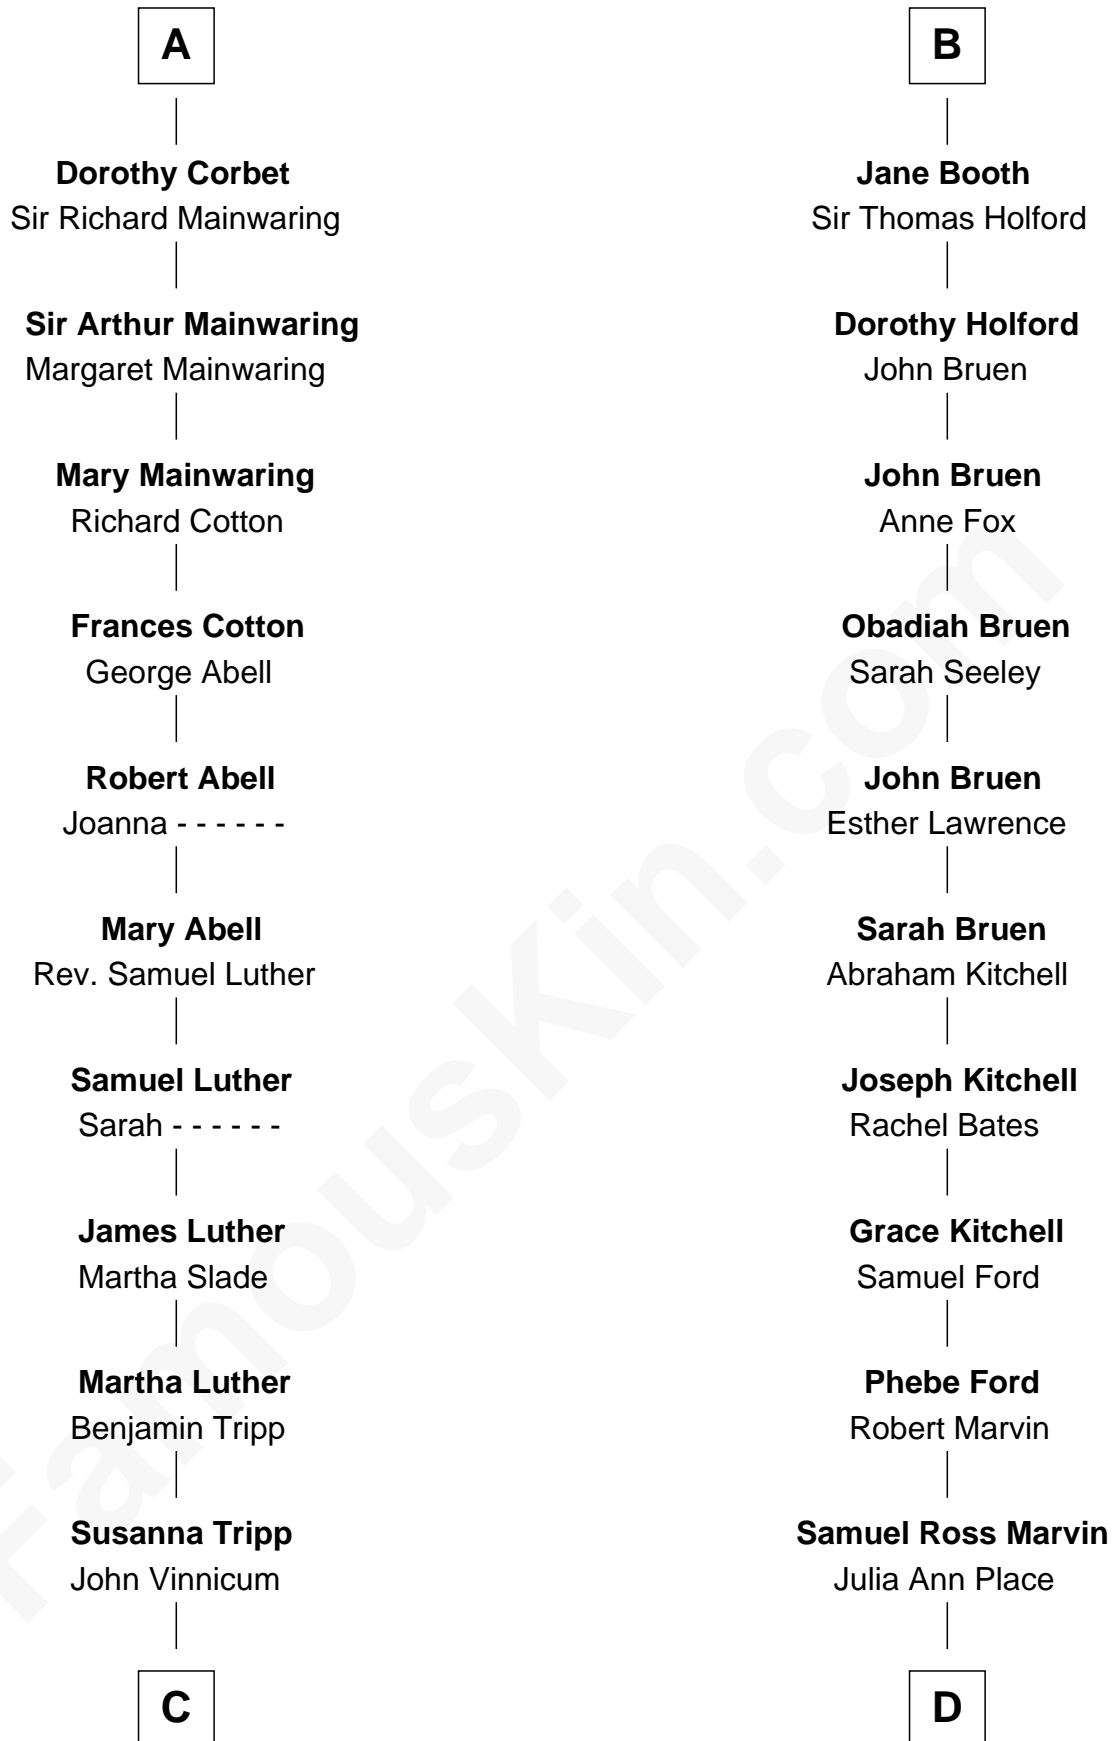 A
Dorothy Corbet
Sir Richard Mainwaring
Sir Arthur Mainwaring
Margaret Mainwaring
Mary Mainwaring
Richard Cotton
Frances Cotton
George Abell
Robert Abell
Joanna - - - - - -
Mary Abell
Rev. Samuel Luther
Samuel Luther
Sarah - - - - - -
James Luther
Martha Slade
Martha Luther
Benjamin Tripp
Susanna Tripp
John Vinnicum
C
B
Jane Booth
Sir Thomas Holford
Dorothy Holford
John Bruen
John Bruen
Anne Fox
Obadiah Bruen
Sarah Seeley
John Bruen
Esther Lawrence
Sarah Bruen
Abraham Kitchell
Joseph Kitchell
Rachel Bates
Grace Kitchell
Samuel Ford
Phebe Ford
Robert Marvin
Samuel Ross Marvin
Julia Ann Place
D
FamousKin.com